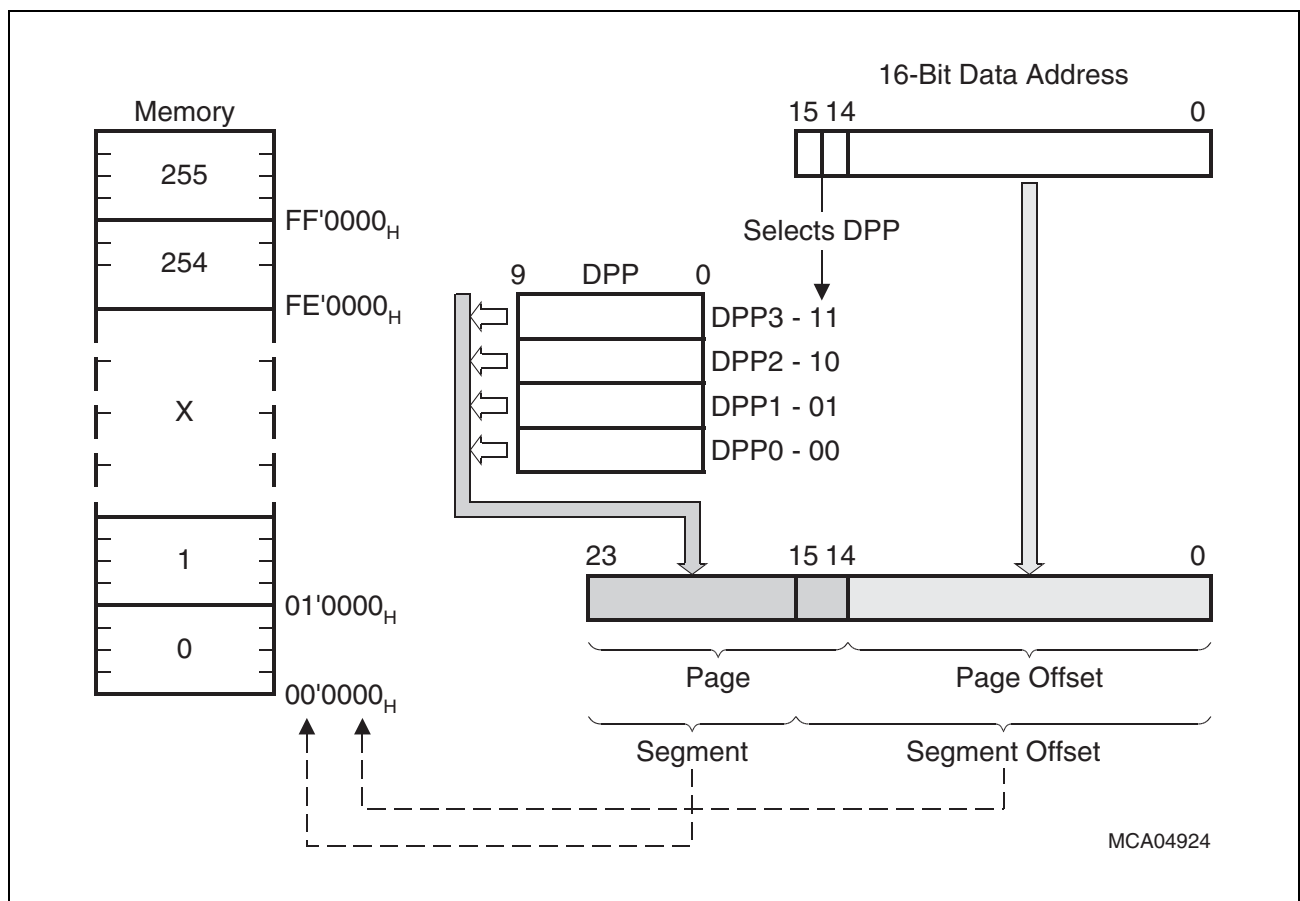 16-Bit Data Address
Memory
15 14 0
255
FF'0000H
Selects DPP
254
9 DPP 0
FE'0000H
DPP3 - 11
DPP2 - 10
X
DPP1 - 01
DPP0 - 00
23 15 14 0
1
01'0000H
0
Page Page Offset
00'0000H
Segment Segment Offset
MCA04924